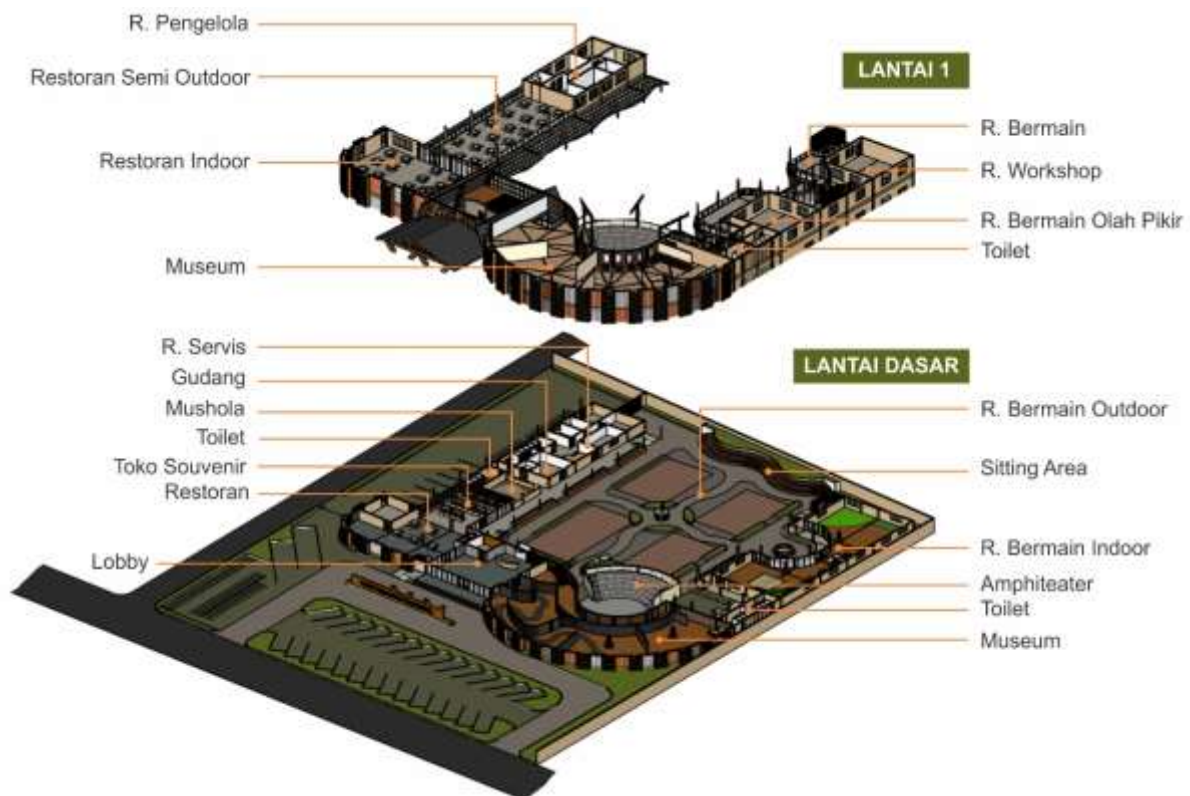 R. Pengelola
Restoran Semi Outdoor
Restoran Indoor
Museum
LANTAI 1
R. Bermain
R. Workshop
R. Bermain Olah Pikir
Toilet
R. Servis
Gudang
Mushola
Toilet
Toko Souvenir
Restoran
Lobby
LANTAI DASAR
R. Bermain Outdoor
Sitting Area
R. Bermain Indoor
Amphiteater
Toilet
Museum